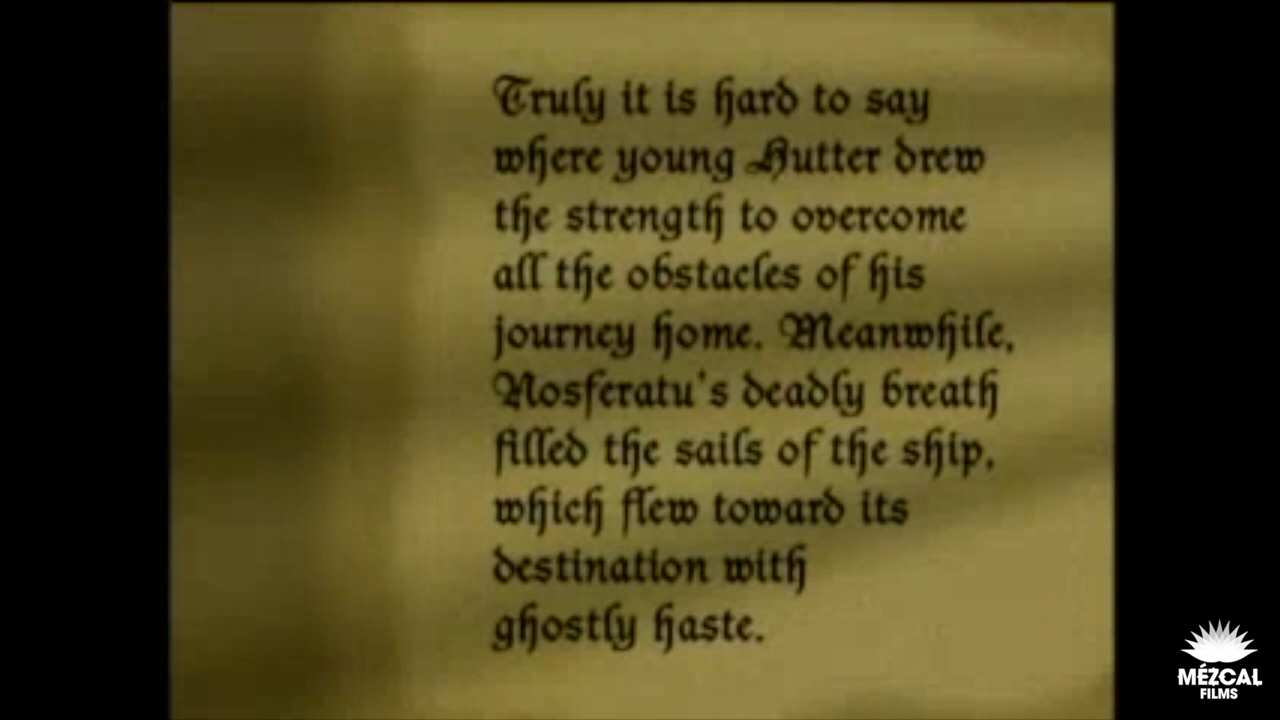 Truly it is hard to say
where young Hutter drew
the strength to overcome
all the obstacles of his
journey home. Meanwhile,
Nosferatu's deadly breath
filled the sails of the ship,
which flew toward its
destination with
ghostly haste.
MÉZCAL
FILMS